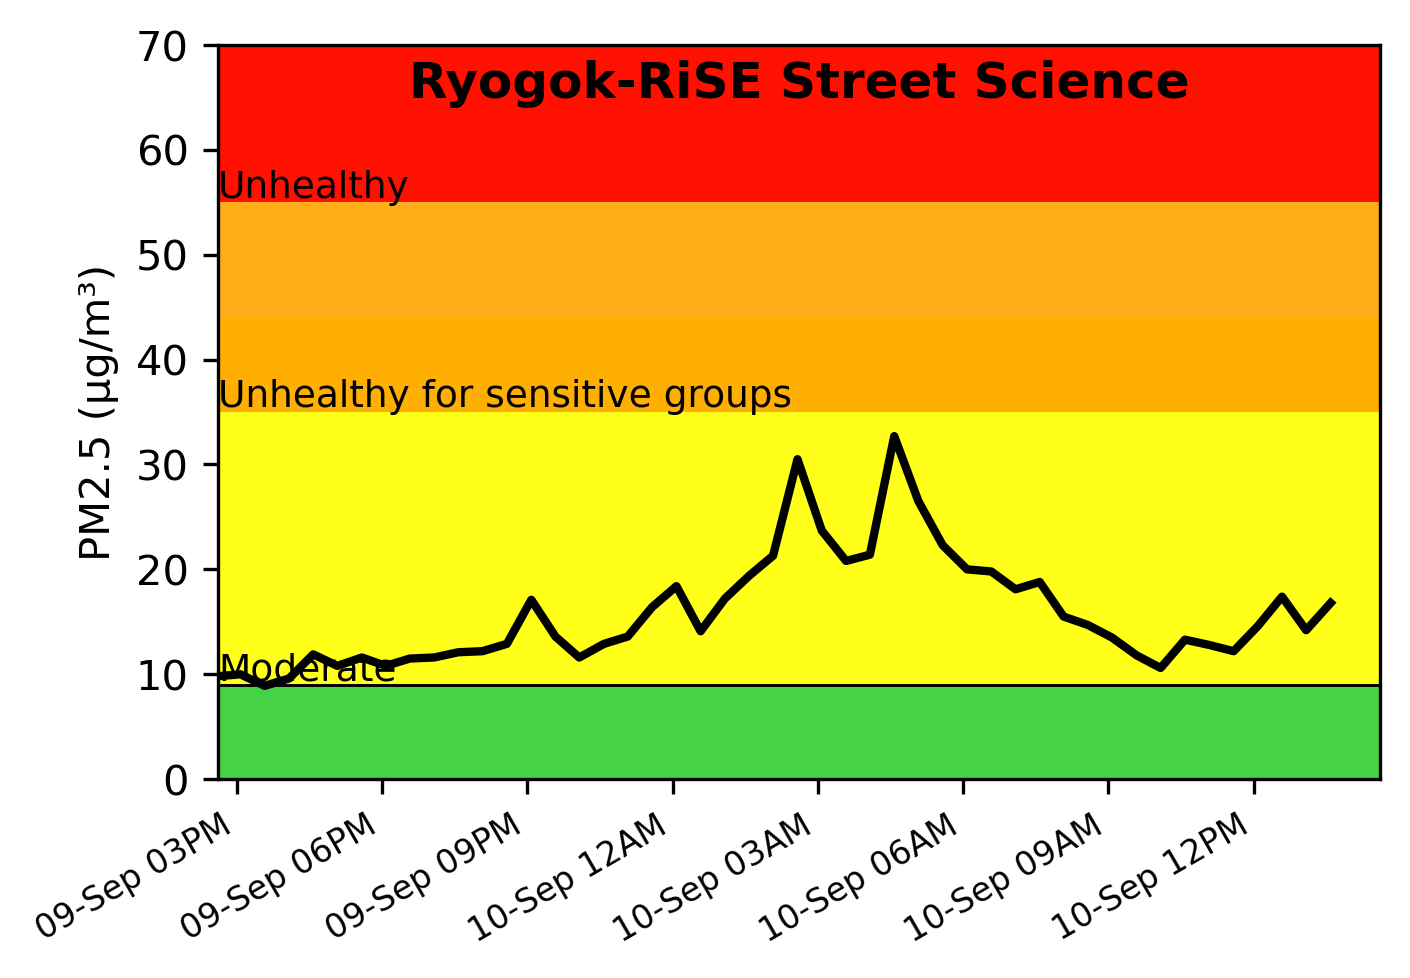 Ryogok-RiSE Street Science
70
60
50
40
30
20
10
0
PM2.5 (µg/m³)
Unhealthy
Unhealthy for sensitive groups
Moderate
09-Sep 03PM
09-Sep 06PM
09-Sep 09PM
10-Sep 12AM
10-Sep 03AM
10-Sep 06AM
10-Sep 09AM
10-Sep 12PM